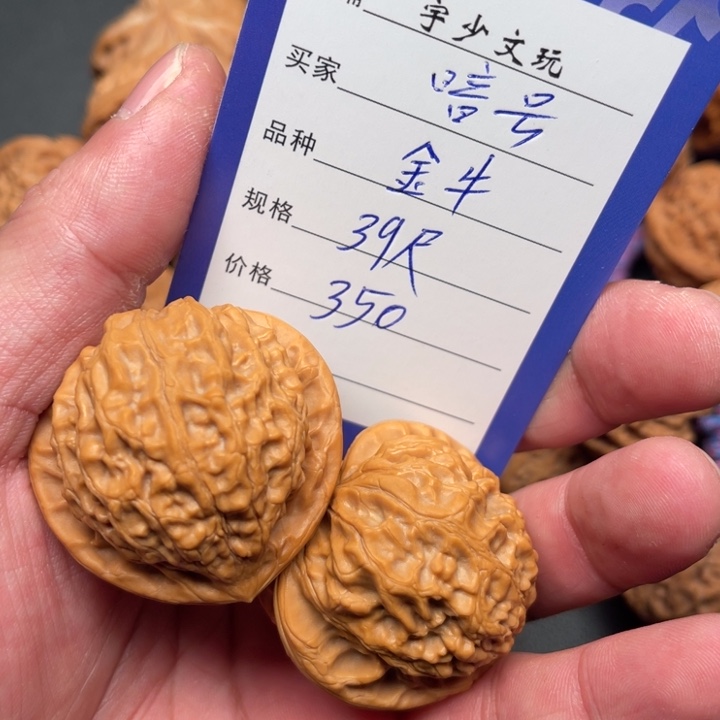 宇少文玩
买家 暗号
品种 金牛
规格 39尺
价格 350